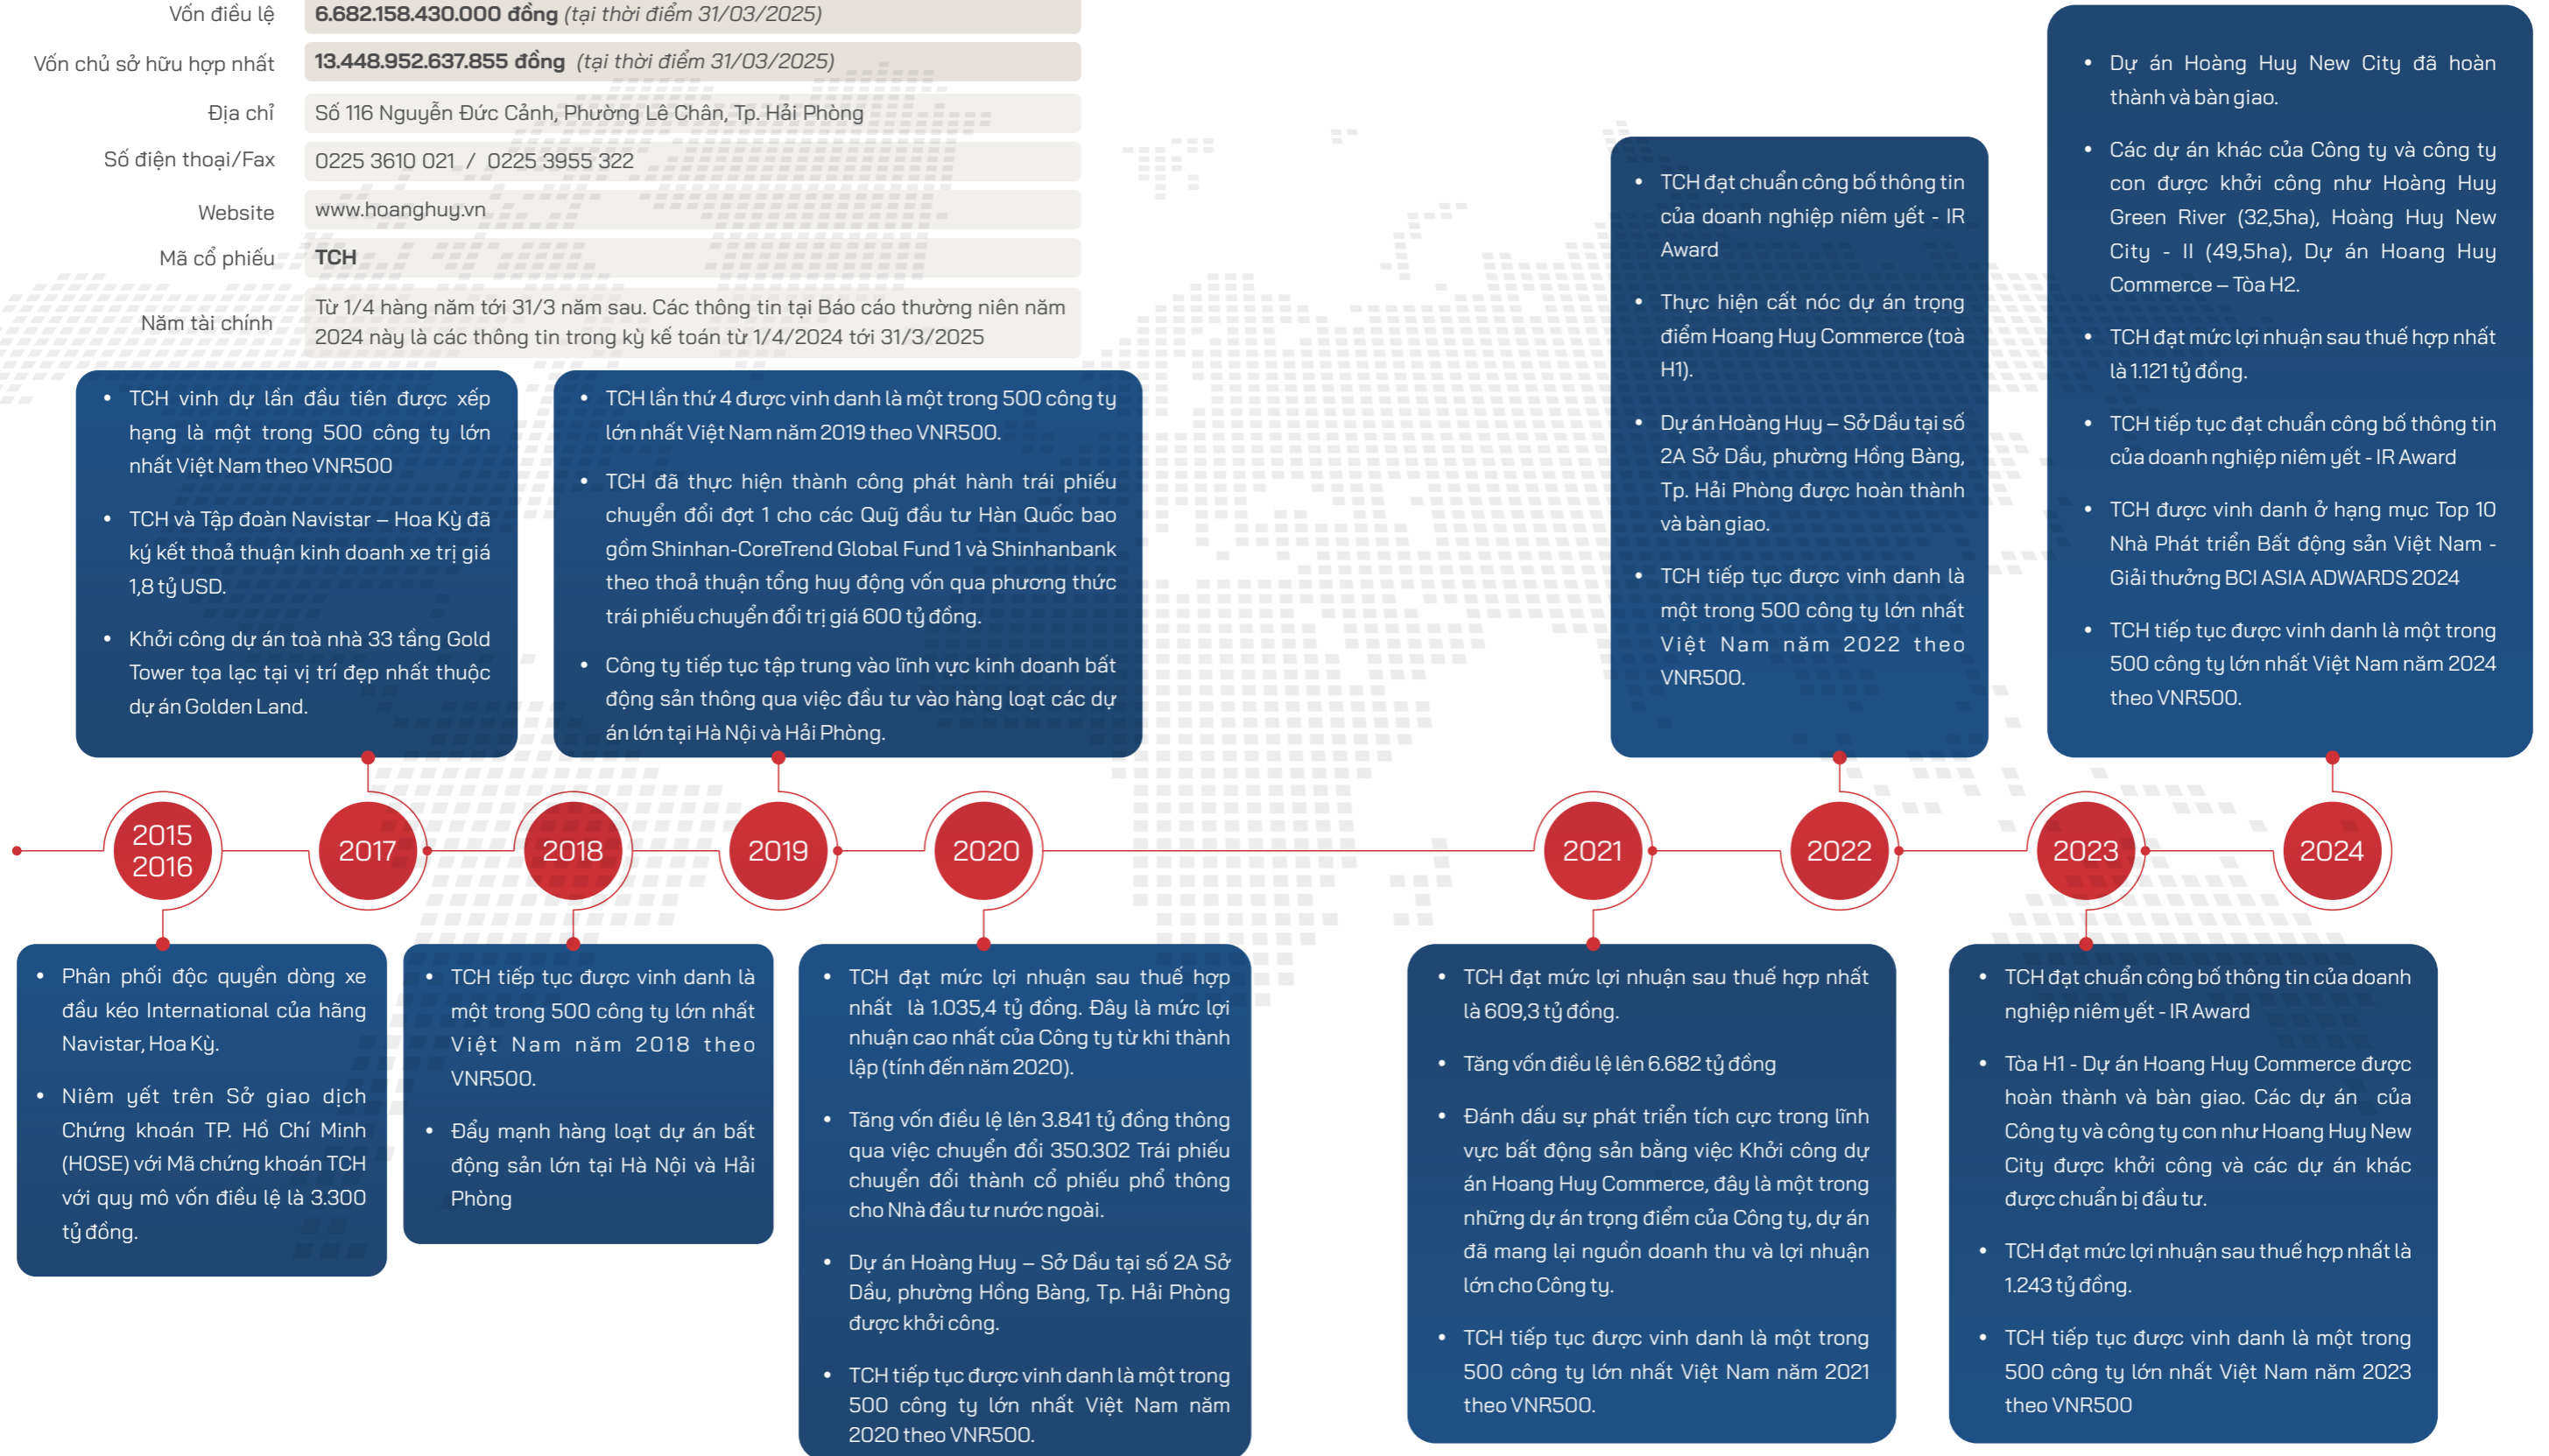 Vốn điều lệ
6.682.158.430.000 đồng (tại thời điểm 31/03/2025)
Vốn chủ sở hữu hợp nhất
13.448.952.637.855 đồng (tại thời điểm 31/03/2025)
Địa chỉ
Số 116 Nguyễn Đức Cảnh, Phường Lê Chân, Tp. Hải Phòng
Số điện thoại/Fax
0225 3610 021 / 0225 3955 322
Website
www.hoanghuy.vn
Mã cổ phiếu
TCH
Năm tài chính
Từ 1/4 hàng năm tới 31/3 năm sau. Các thông tin tại Báo cáo thường niên năm
2024 này là các thông tin trong kỳ kế toán từ 1/4/2024 tới 31/3/2025
• TCH vinh dự lần đầu tiên được xếp
hạng là một trong 500 công ty lớn
nhất Việt Nam theo VNR500
• TCH và Tập đoàn Navistar – Hoa Kỳ đã
ký kết thoả thuận kinh doanh xe trị giá
1,8 tỷ USD.
• Khởi công dự án toà nhà 33 tầng Gold
Tower tọa lạc tại vị trí đẹp nhất thuộc
dự án Golden Land.
• TCH lần thứ 4 được vinh danh là một trong 500 công ty
lớn nhất Việt Nam năm 2019 theo VNR500.
• TCH đã thực hiện thành công phát hành trái phiếu
chuyển đổi đợt 1 cho các Quỹ đầu tư Hàn Quốc bao
gồm Shinhan-CoreTrend Global Fund 1 và Shinhanbank
theo thoả thuận tổng huy động vốn qua phương thức
trái phiếu chuyển đổi trị giá 600 tỷ đồng.
• Công ty tiếp tục tập trung vào lĩnh vực kinh doanh bất
động sản thông qua việc đầu tư vào hàng loạt các dự
án lớn tại Hà Nội và Hải Phòng.
• TCH đạt chuẩn công bố thông tin
của doanh nghiệp niêm yết - IR
Award
• Thực hiện cất nóc dự án trọng
điểm Hoang Huy Commerce (toà
H1).
• Dự án Hoàng Huy – Sở Dầu tại số
2A Sở Dầu, phường Hồng Bàng,
Tp. Hải Phòng được hoàn thành
và bàn giao.
• TCH tiếp tục được vinh danh là
một trong 500 công ty lớn nhất
Việt Nam năm 2022 theo
VNR500.
• Dự án Hoàng Huy New City đã hoàn
thành và bàn giao.
• Các dự án khác của Công ty và công ty
con được khởi công như Hoàng Huy
Green River (32,5ha), Hoàng Huy New
City - II (49,5ha), Dự án Hoang Huy
Commerce – Tòa H2.
• TCH đạt mức lợi nhuận sau thuế hợp nhất
là 1.121 tỷ đồng.
• TCH tiếp tục đạt chuẩn công bố thông tin
của doanh nghiệp niêm yết - IR Award
• TCH được vinh danh ở hạng mục Top 10
Nhà Phát triển Bất động sản Việt Nam -
Giải thưởng BCI ASIA ADWARDS 2024
• TCH tiếp tục được vinh danh là một trong
500 công ty lớn nhất Việt Nam năm 2024
theo VNR500.
2015
2016
2017
2018
2019
2020
2021
2022
2023
2024
• Phân phối độc quyền dòng xe
đầu kéo International của hãng
Navistar, Hoa Kỳ.
• Niêm yết trên Sở giao dịch
Chứng khoán TP. Hồ Chí Minh
(HOSE) với Mã chứng khoán TCH
với quy mô vốn điều lệ là 3.300
tỷ đồng.
• TCH tiếp tục được vinh danh là
một trong 500 công ty lớn nhất
Việt Nam năm 2018 theo
VNR500.
• Đẩy mạnh hàng loạt dự án bất
động sản lớn tại Hà Nội và Hải
Phòng
• TCH đạt mức lợi nhuận sau thuế hợp
nhất là 1.035,4 tỷ đồng. Đây là mức lợi
nhuận cao nhất của Công ty từ khi thành
lập (tính đến năm 2020).
• Tăng vốn điều lệ lên 3.841 tỷ đồng thông
qua việc chuyển đổi 350.302 Trái phiếu
chuyển đổi thành cổ phiếu phổ thông
cho Nhà đầu tư nước ngoài.
• Dự án Hoàng Huy – Sở Dầu tại số 2A Sở
Dầu, phường Hồng Bàng, Tp. Hải Phòng
được khởi công.
• TCH tiếp tục được vinh danh là một trong
500 công ty lớn nhất Việt Nam năm
2020 theo VNR500.
• TCH đạt mức lợi nhuận sau thuế hợp nhất
là 609,3 tỷ đồng.
• Tăng vốn điều lệ lên 6.682 tỷ đồng
• Đánh dấu sự phát triển tích cực trong lĩnh
vực bất động sản bằng việc Khởi công dự
án Hoang Huy Commerce, đây là một trong
những dự án trọng điểm của Công ty, dự án
đã mang lại nguồn doanh thu và lợi nhuận
lớn cho Công ty.
• TCH tiếp tục được vinh danh là một trong
500 công ty lớn nhất Việt Nam năm 2021
theo VNR500.
• TCH đạt chuẩn công bố thông tin của doanh
nghiệp niêm yết - IR Award
• Tòa H1 - Dự án Hoang Huy Commerce được
hoàn thành và bàn giao. Các dự án của
Công ty và công ty con như Hoang Huy New
City được khởi công và các dự án khác
được chuẩn bị đầu tư.
• TCH đạt mức lợi nhuận sau thuế hợp nhất là
1.243 tỷ đồng.
• TCH tiếp tục được vinh danh là một trong
500 công ty lớn nhất Việt Nam năm 2023
theo VNR500